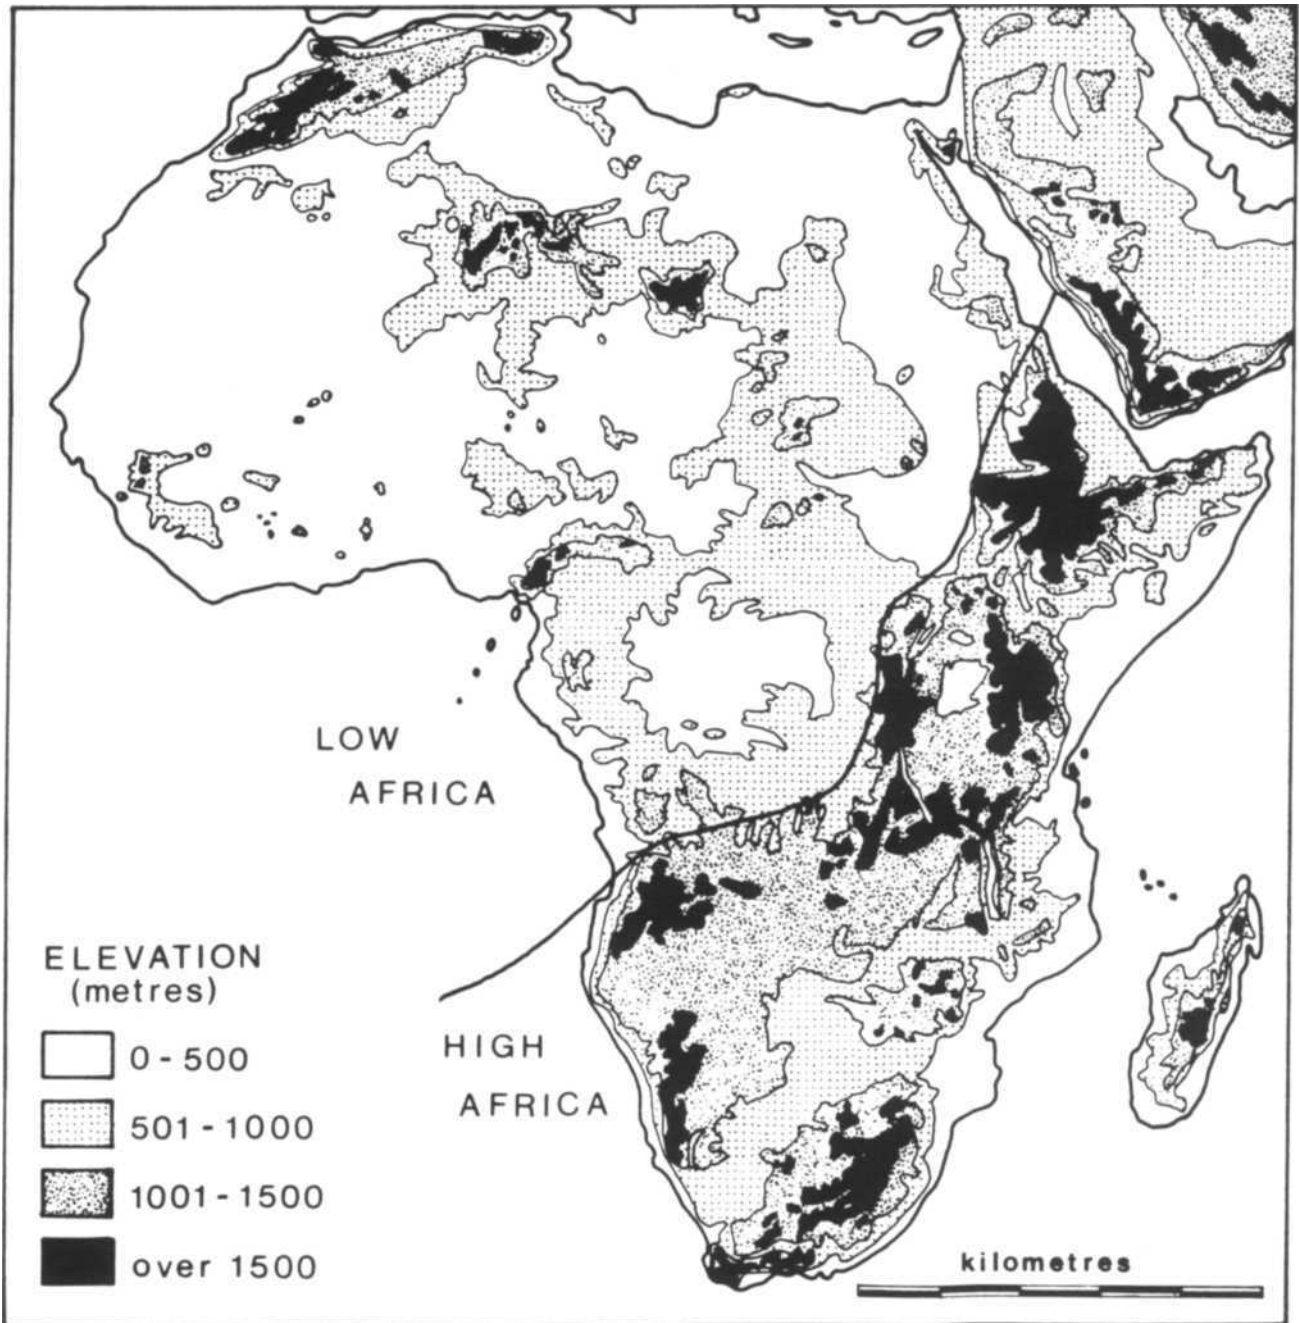 LOW
AFRICA
ELEVATION
(metres)
0 - 500
501 - 1000
1001 - 1500
over 1500
HIGH
AFRICA
kilometres